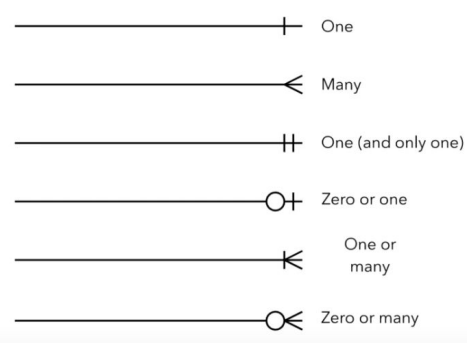 One
Many
One (and only one)
Zero or one
One or
many
Zero or many